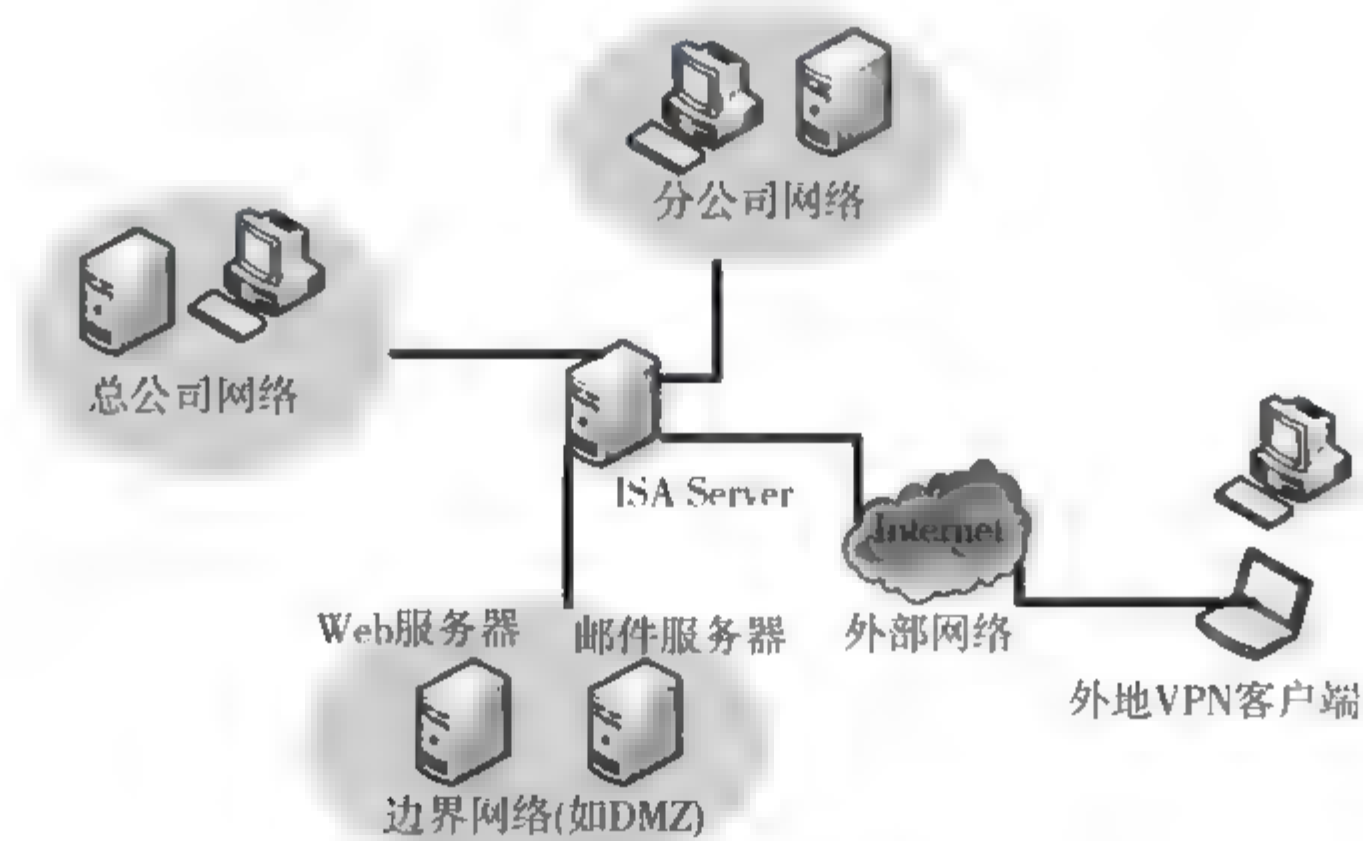 分公司网络
总公司网络
ISA Server
Internet
Web服务器
邮件服务器
外部网络
外地VPN客户端
边界网络(如DMZ)